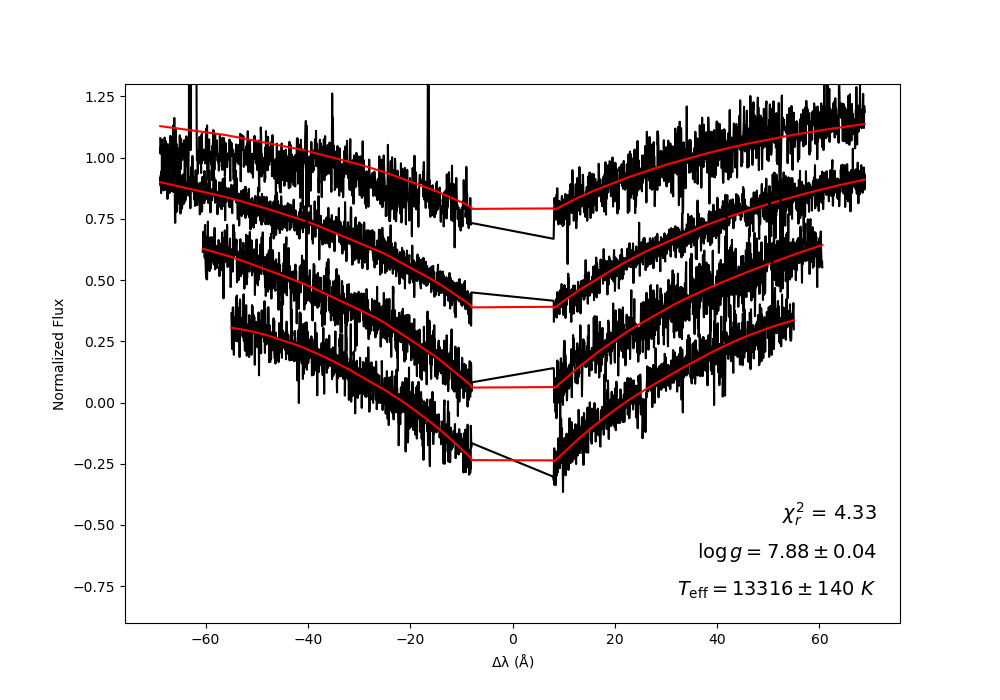 1.25
1.00
0.75
0.50
0.25
0.00
−0.25
−0.50
−0.75
Normalized Flux
χ²ᵣ = 4.33
log g = 7.88 ± 0.04
T_eff = 13316 ± 140 K
−60 −40 −20 0 20 40 60
Δλ (Å)